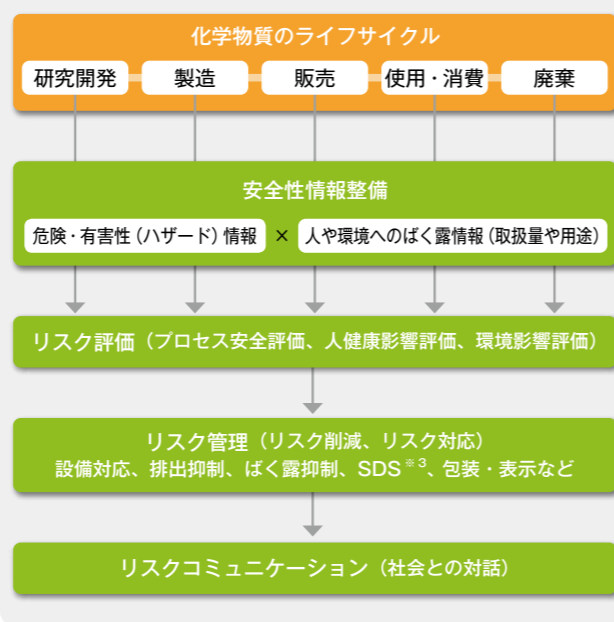 化学物質のライフサイクル
研究開発 製造 販売 使用・消費 廃棄
安全性情報整備
危険・有害性(ハザード)情報 × 人や環境へのばく露情報(取扱量や用途)
リスク評価(プロセス安全評価、人健康影響評価、環境影響評価)
リスク管理(リスク削減、リスク対応)
設備対応、排出抑制、ばく露抑制、SDS※3、包装・表示など
リスクコミュニケーション(社会との対話)